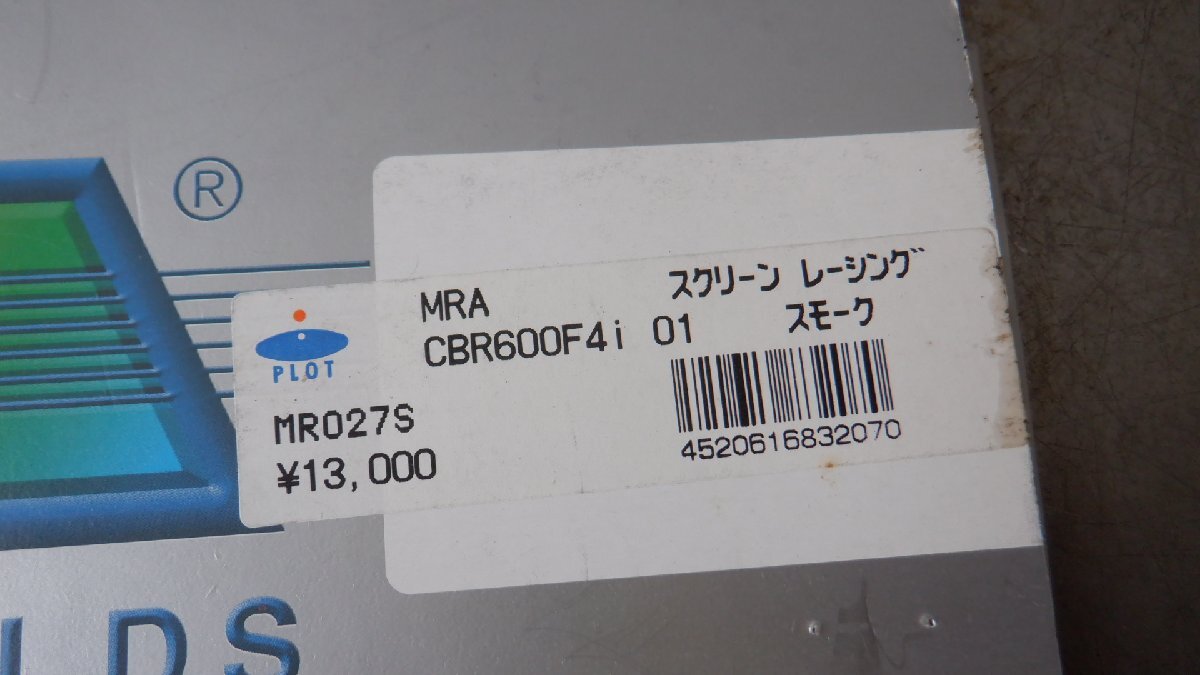 ®
MRA スクリーン レーシング
CBR600F4i 01 スモーク
PLOT
MR027S
¥13,000
4520616832070
LDS